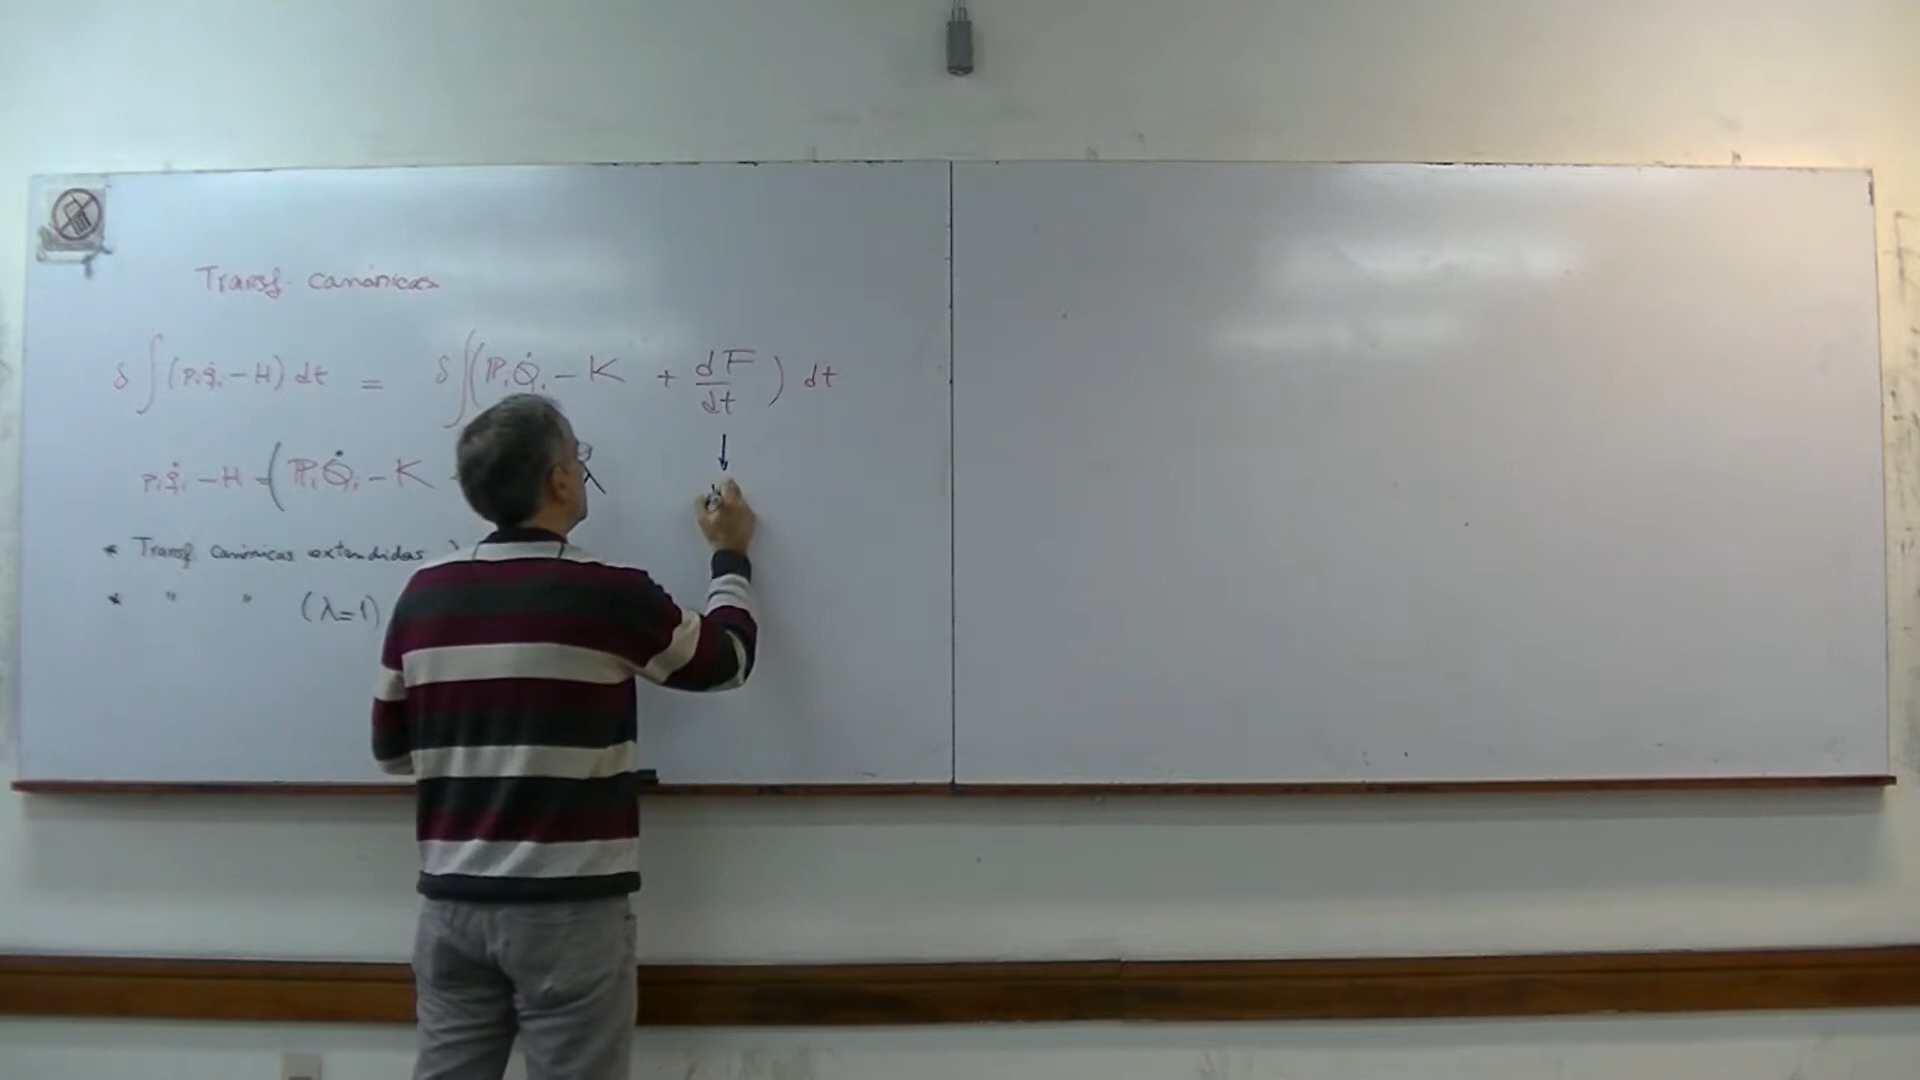 Transf. canónicas
δ ∫ (pᵢq̇ᵢ − H) dt = δ ∫ (Pᵢ Q̇ᵢ − K + dF/dt ) dt
pᵢq̇ᵢ − H = ( Pᵢ Q̇ᵢ − K λ
* Transf canónicas extendidas
* " " (λ=1)